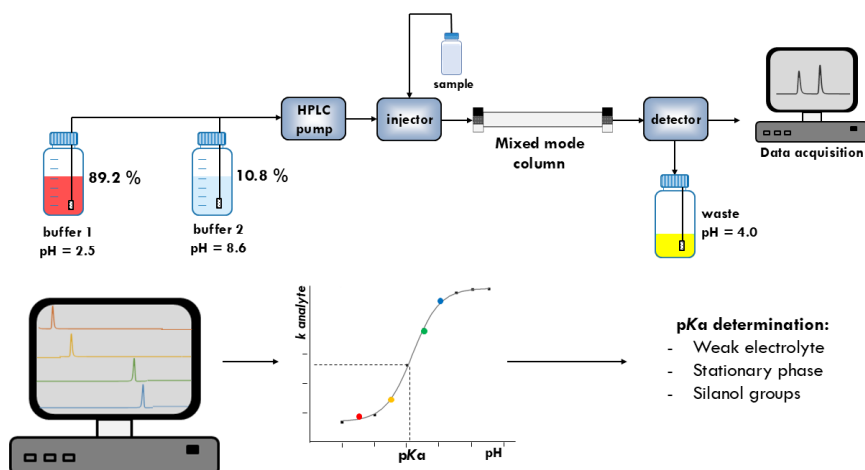 sample
HPLC
pump
injector
detector
Mixed mode
column
Data acquisition
89.2 %
10.8 %
buffer 1
pH = 2.5
buffer 2
pH = 8.6
waste
pH = 4.0
k analyte
pKa
pH
pKa determination:
- Weak electrolyte
- Stationary phase
- Silanol groups